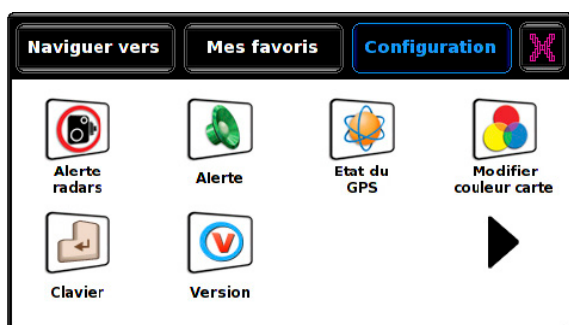 Naviguer vers Mes favoris Configuration
Alerte radars
Alerte
Etat du GPS
Modifier couleur carte
V
Clavier
Version